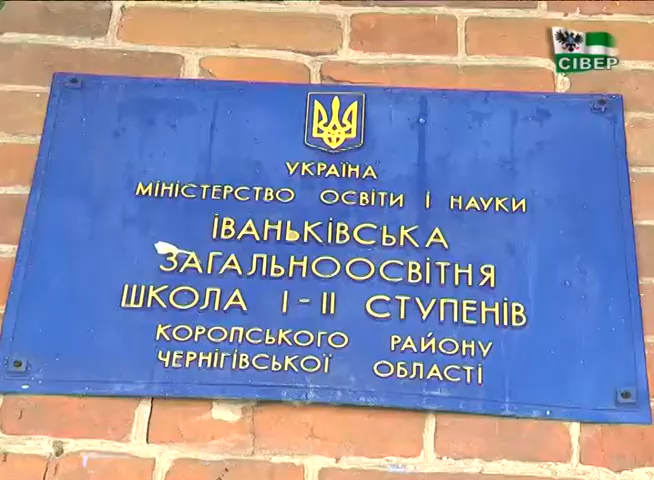 СІВЕР
УКРАЇНА
МІНІСТЕРСТВО ОСВІТИ І НАУКИ
ІВАНЬКІВСЬКА
ЗАГАЛЬНООСВІТНЯ
ШКОЛА І-ІІ СТУПЕНІВ
КОРОПСЬКОГО РАЙОНУ
ЧЕРНІГІВСЬКОЇ ОБЛАСТІ